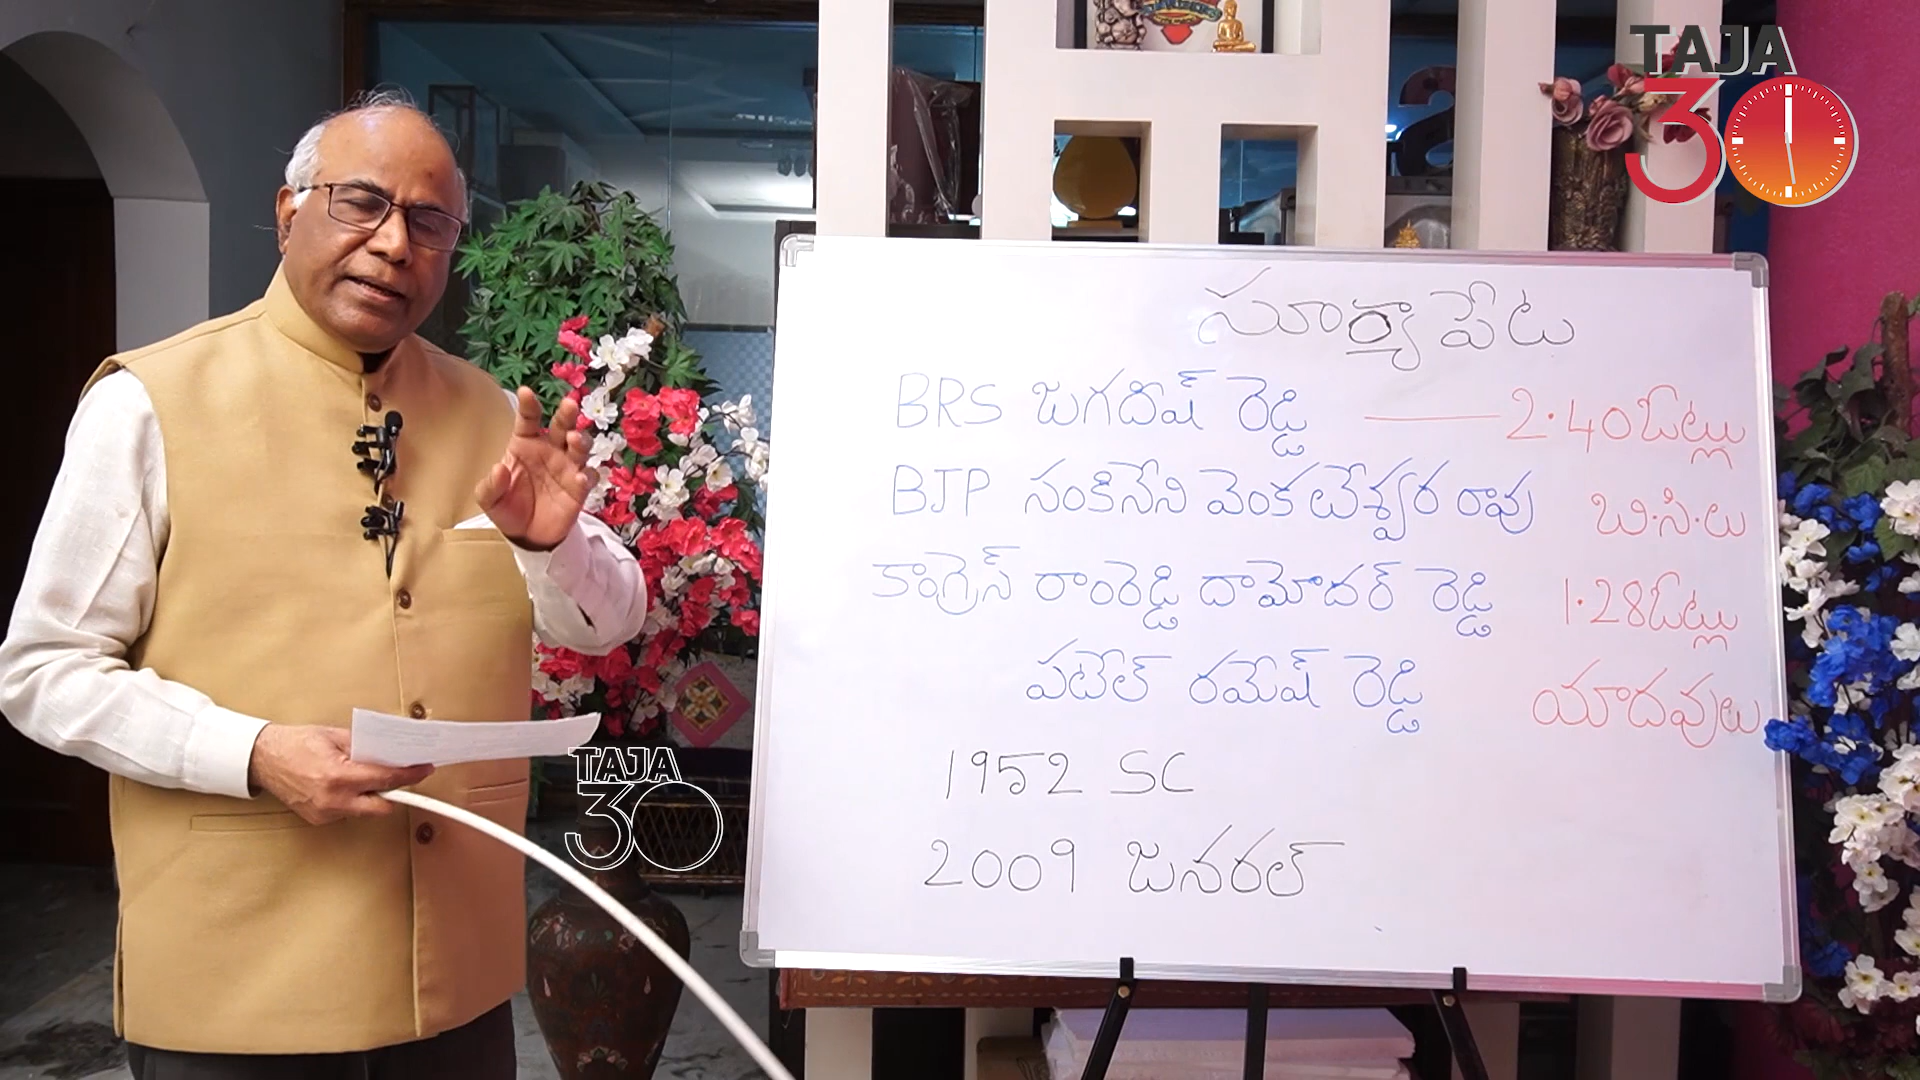 TAJA
30
సూర్యాపేట
BRS జగదీష్ రెడ్డి —— 2.40ఓట్లు
BJP సంకినేని వెంకటేశ్వర రావు బి.సి.లు
కాంగ్రెస్ రాంరెడ్డి దామోదర్ రెడ్డి 1.28ఓట్లు
పటేల్ రమేష్ రెడ్డి యాదవులు
1952 SC
2009 జనరల్
TAJA
30